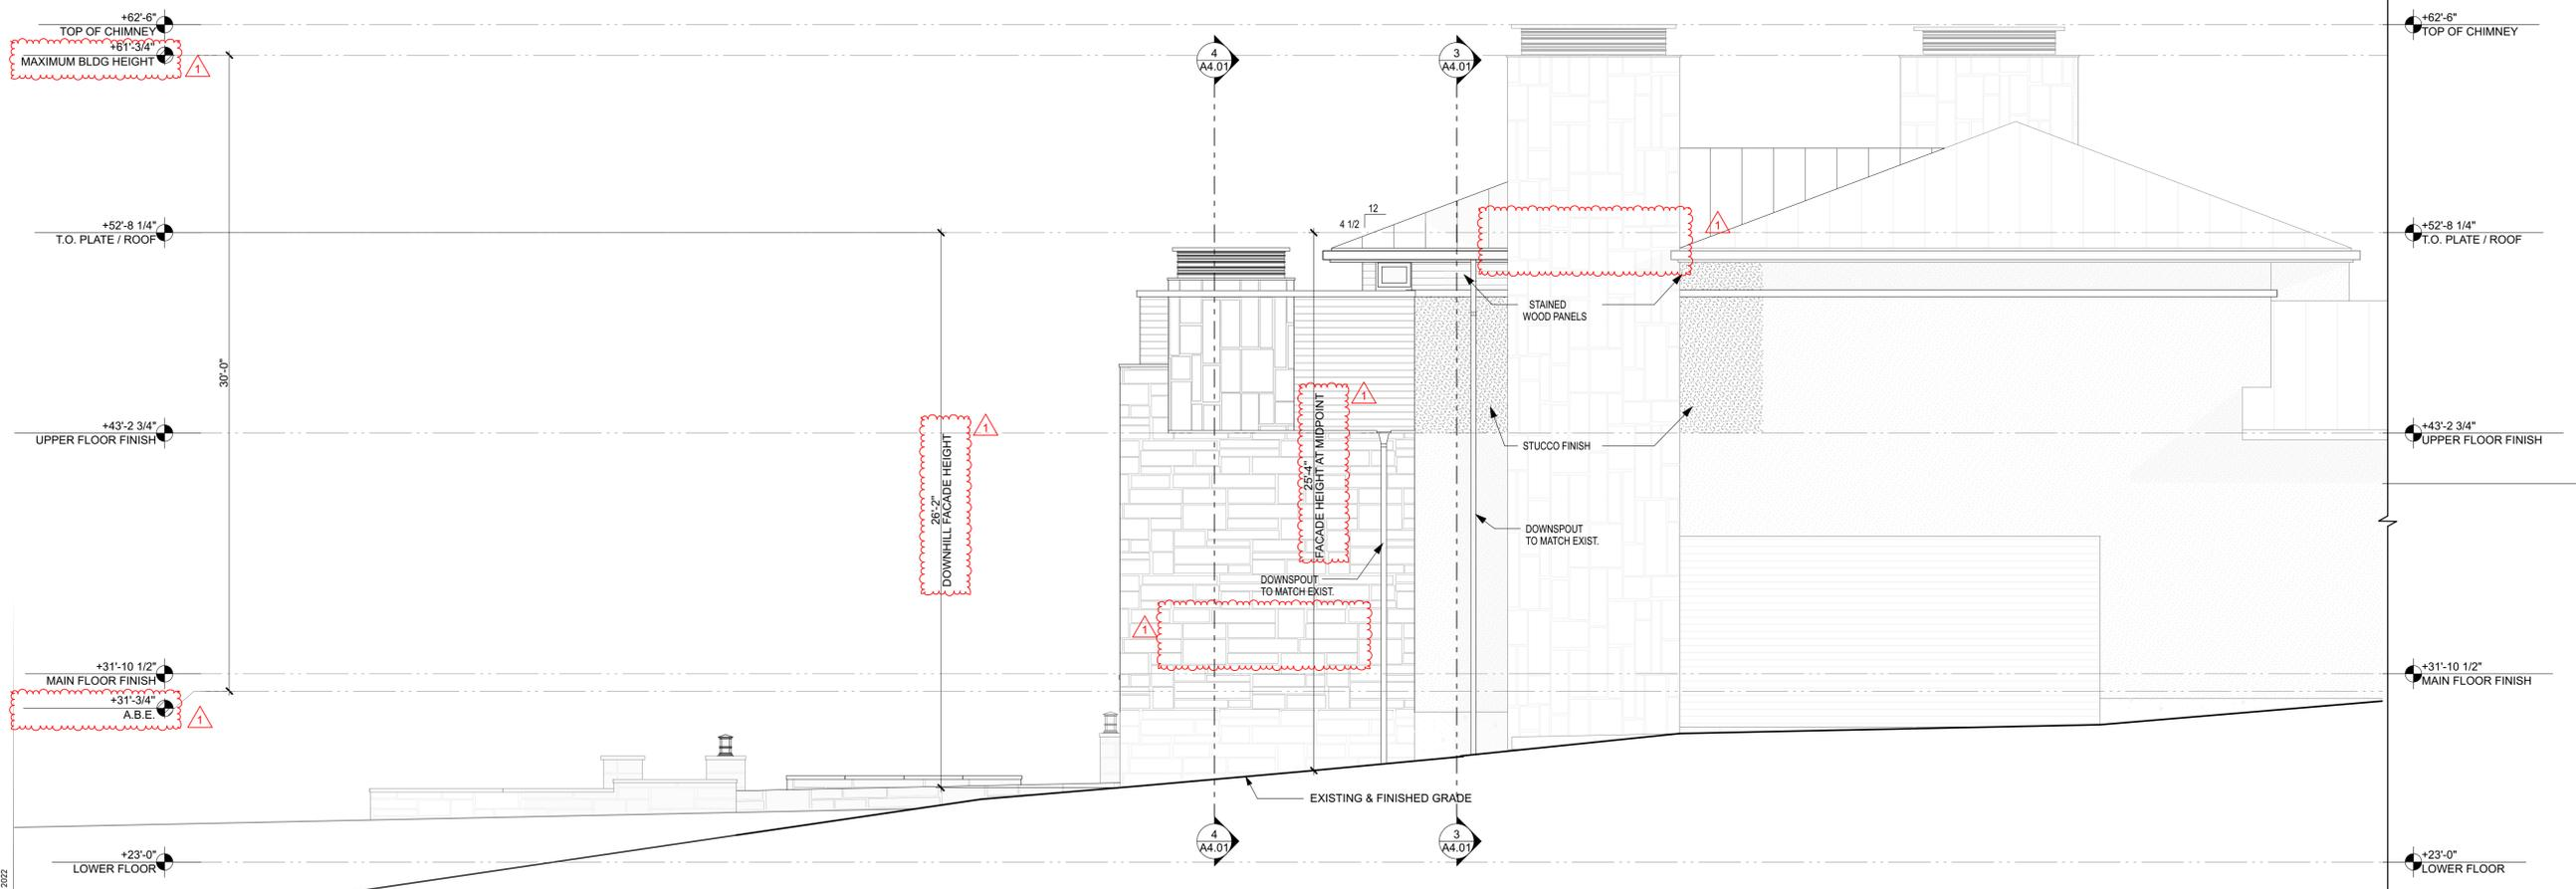 +62'-6"
TOP OF CHIMNEY
+61'-3/4"
MAXIMUM BLDG HEIGHT
1
4
A4.01
3
A4.01
+62'-6"
TOP OF CHIMNEY
12
4 1/2
1
+52'-8 1/4"
T.O. PLATE / ROOF
+52'-8 1/4"
T.O. PLATE / ROOF
STAINED
WOOD PANELS
30'-0"
1
1
26'-2"
DOWNHILL FACADE HEIGHT
25'-4"
FACADE HEIGHT AT MIDPOINT
+43'-2 3/4"
UPPER FLOOR FINISH
STUCCO FINISH
+43'-2 3/4"
UPPER FLOOR FINISH
DOWNSPOUT
TO MATCH EXIST.
DOWNSPOUT
TO MATCH EXIST.
1
+31'-10 1/2"
MAIN FLOOR FINISH
+31'-10 1/2"
MAIN FLOOR FINISH
+31'-3/4"
A.B.E.
1
EXISTING & FINISHED GRADE
4
A4.01
3
A4.01
+23'-0"
LOWER FLOOR
+23'-0"
LOWER FLOOR
2022